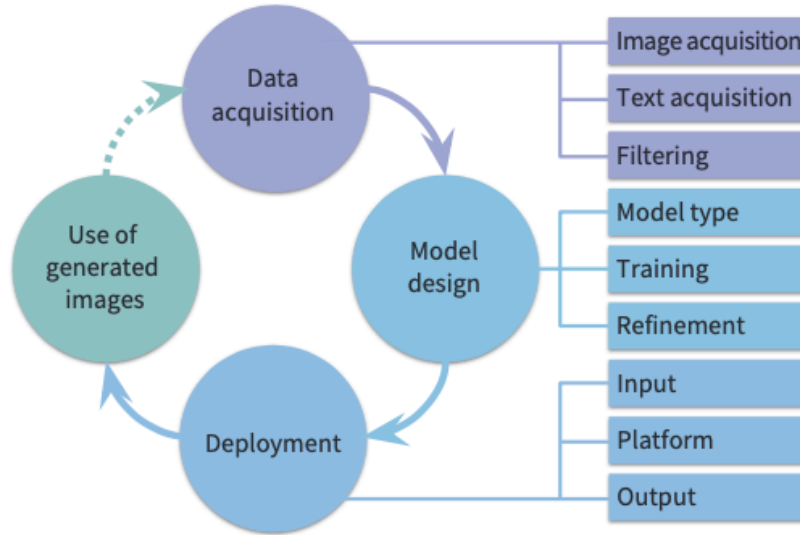 Data
acquisition
Use of
generated
images
Model
design
Deployment
Image acquisition
Text acquisition
Filtering
Model type
Training
Refinement
Input
Platform
Output